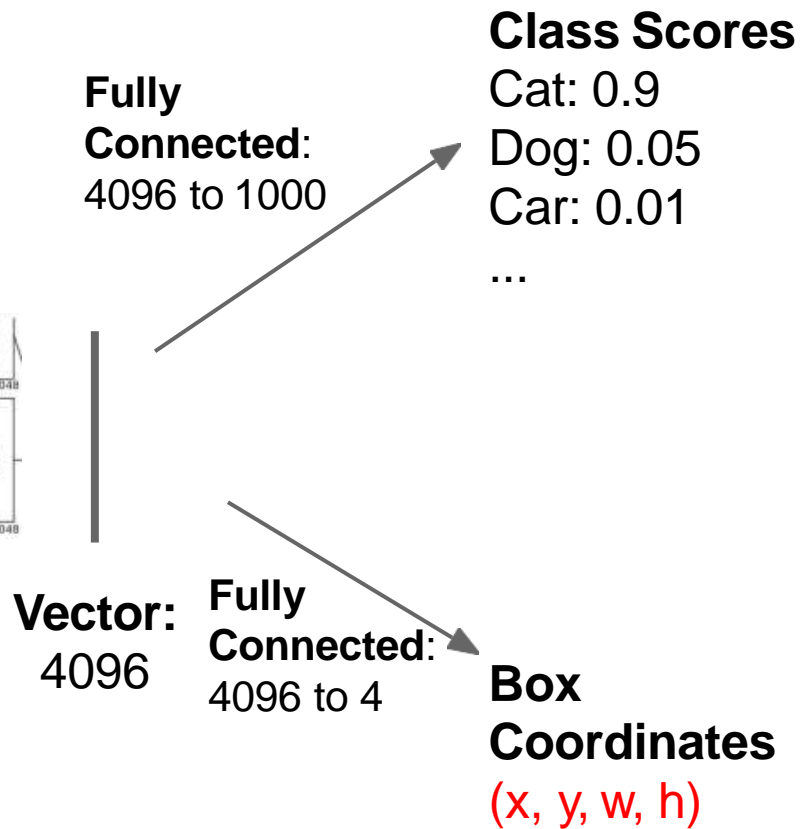 Class Scores
Cat: 0.9
Dog: 0.05
Car: 0.01
...
Fully
Connected:
4096 to 1000
Vector:
4096
Fully
Connected:
4096 to 4
Box
Coordinates
(x, y, w, h)